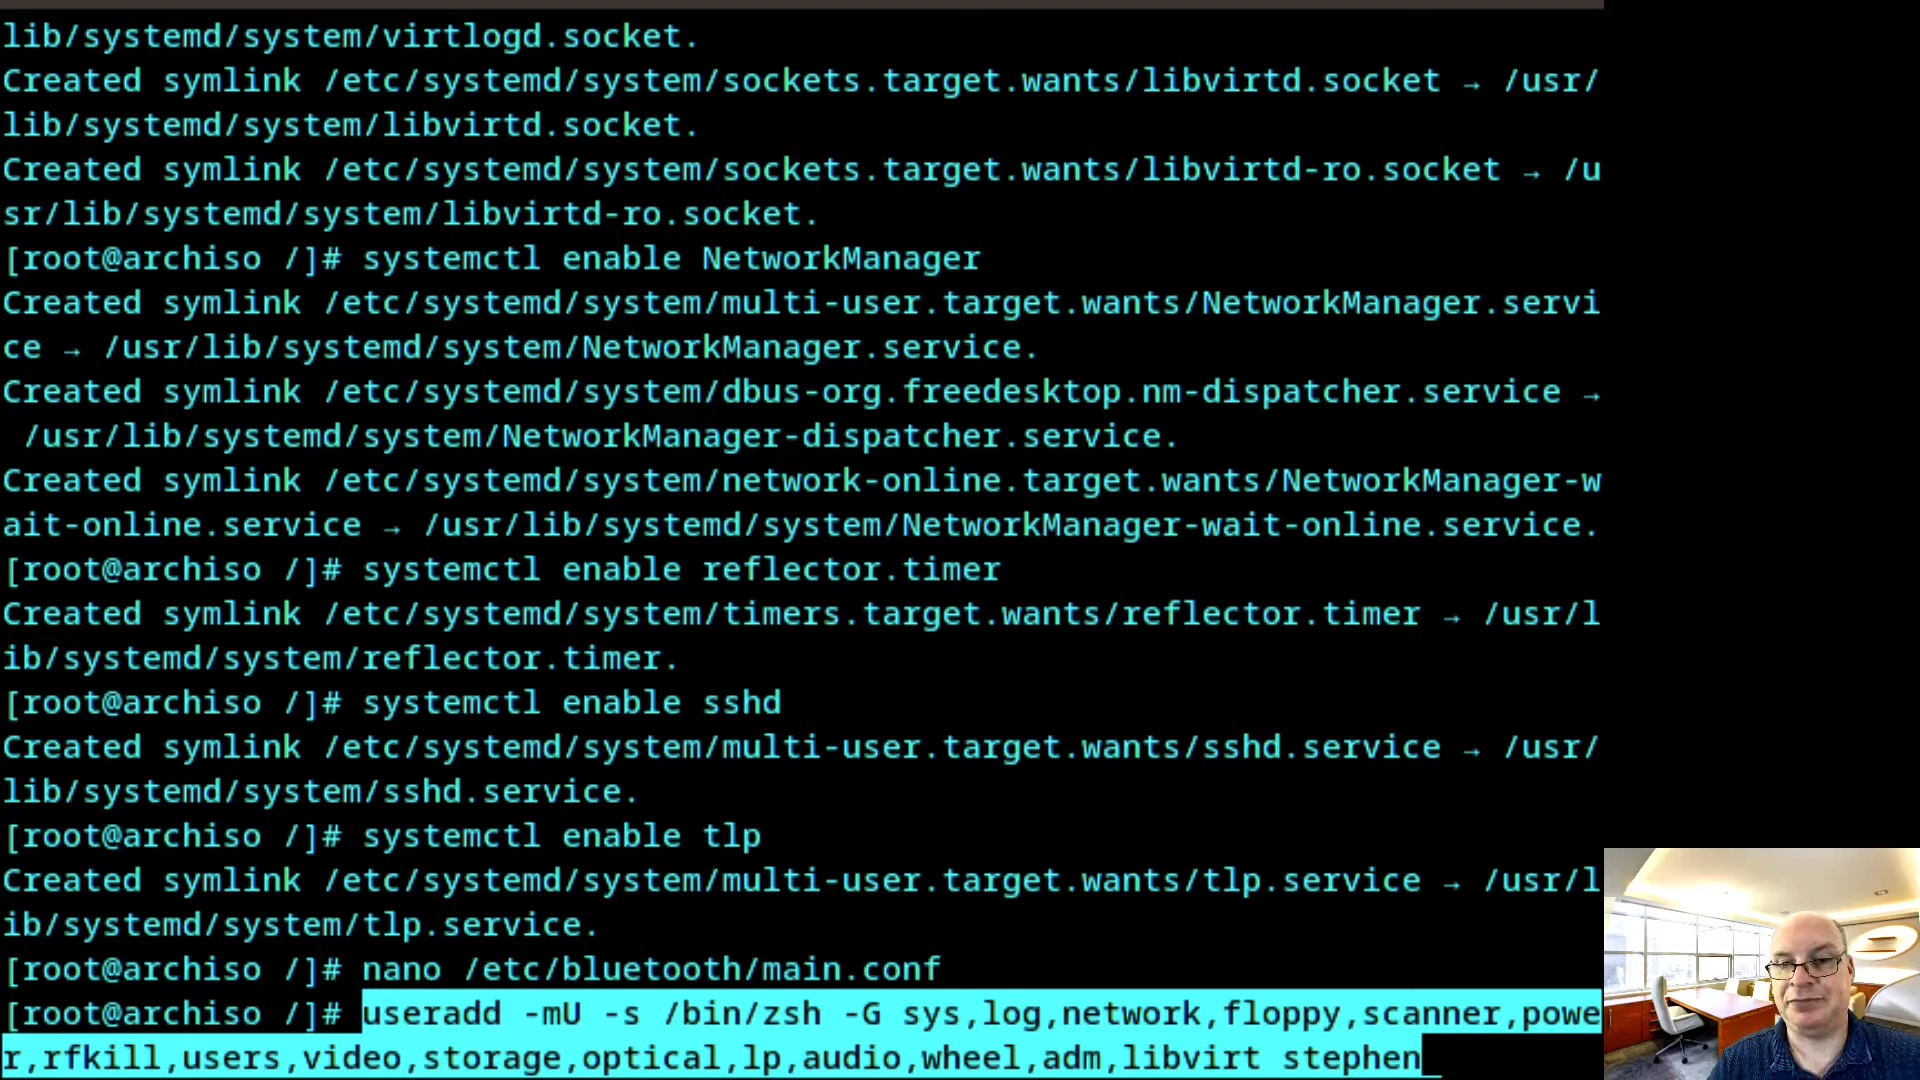 lib/systemd/system/virtlogd.socket.
Created symlink /etc/systemd/system/sockets.target.wants/libvirtd.socket → /usr/
lib/systemd/system/libvirtd.socket.
Created symlink /etc/systemd/system/sockets.target.wants/libvirtd-ro.socket → /u
sr/lib/systemd/system/libvirtd-ro.socket.
[root@archiso /]# systemctl enable NetworkManager
Created symlink /etc/systemd/system/multi-user.target.wants/NetworkManager.servi
ce → /usr/lib/systemd/system/NetworkManager.service.
Created symlink /etc/systemd/system/dbus-org.freedesktop.nm-dispatcher.service →
 /usr/lib/systemd/system/NetworkManager-dispatcher.service.
Created symlink /etc/systemd/system/network-online.target.wants/NetworkManager-w
ait-online.service → /usr/lib/systemd/system/NetworkManager-wait-online.service.
[root@archiso /]# systemctl enable reflector.timer
Created symlink /etc/systemd/system/timers.target.wants/reflector.timer → /usr/l
ib/systemd/system/reflector.timer.
[root@archiso /]# systemctl enable sshd
Created symlink /etc/systemd/system/multi-user.target.wants/sshd.service → /usr/
lib/systemd/system/sshd.service.
[root@archiso /]# systemctl enable tlp
Created symlink /etc/systemd/system/multi-user.target.wants/tlp.service → /usr/l
ib/systemd/system/tlp.service.
[root@archiso /]# nano /etc/bluetooth/main.conf
[root@archiso /]# useradd -mU -s /bin/zsh -G sys,log,network,floppy,scanner,powe
r,rfkill,users,video,storage,optical,lp,audio,wheel,adm,libvirt stephen